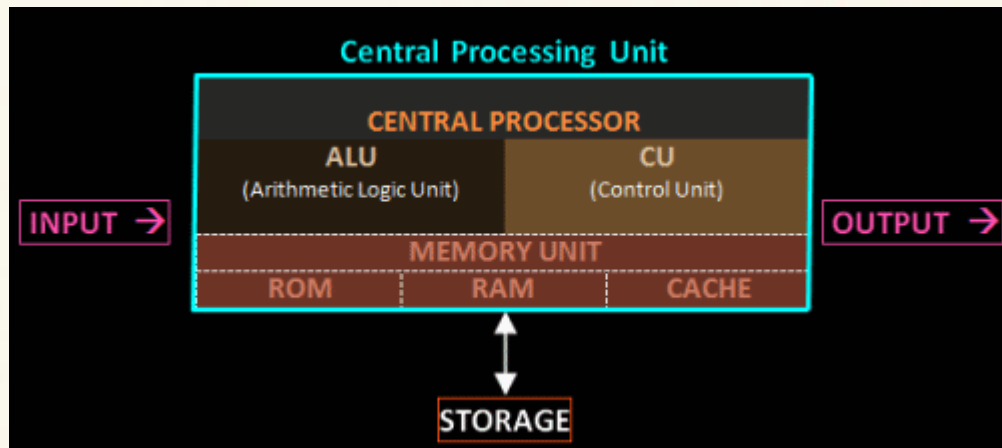 Central Processing Unit
CENTRAL PROCESSOR
ALU
(Arithmetic Logic Unit)
CU
(Control Unit)
INPUT →
OUTPUT →
MEMORY UNIT
ROM
RAM
CACHE
STORAGE